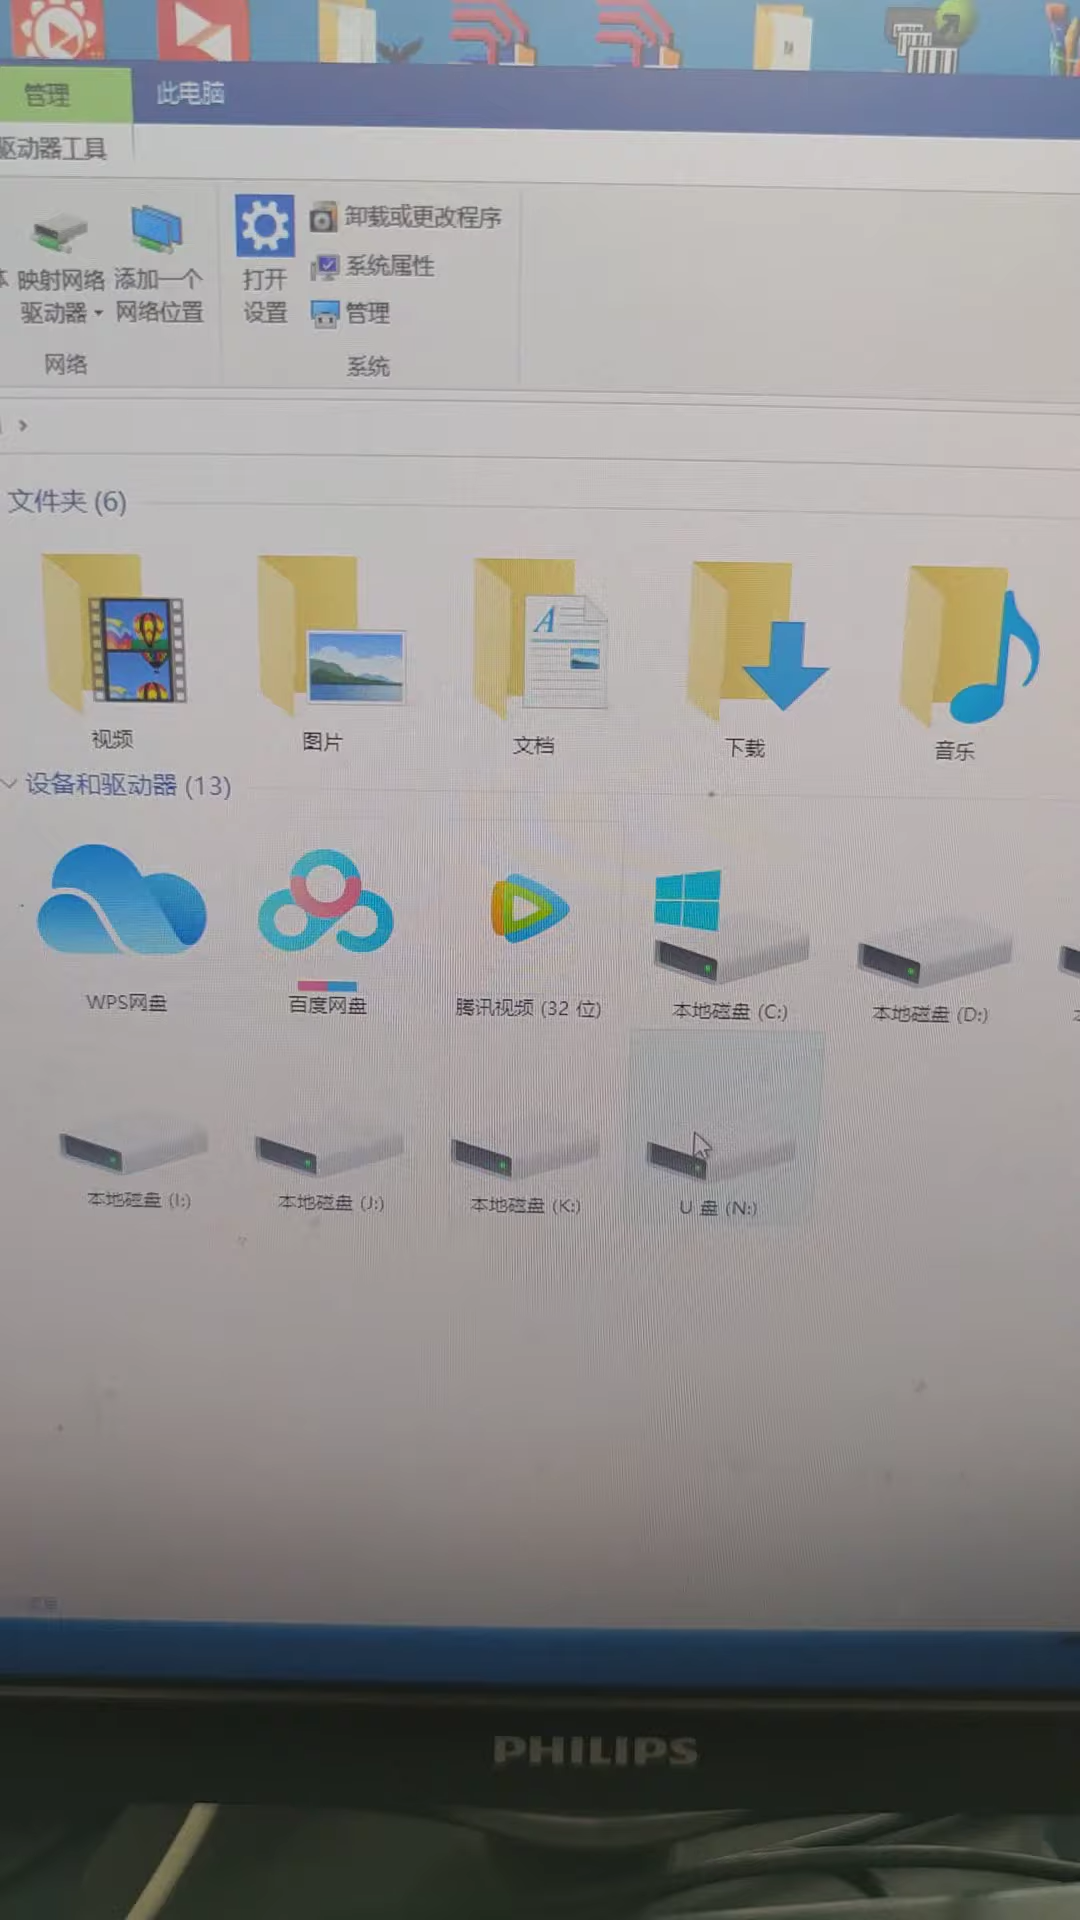 管理
此电脑
驱动器工具
映射网络
驱动器
添加一个
网络位置
网络
打开
设置
卸载或更改程序
系统属性
管理
系统
文件夹 (6)
视频
图片
文档
下载
音乐
设备和驱动器 (13)
WPS网盘
百度网盘
腾讯视频 (32 位)
本地磁盘 (C:)
本地磁盘 (D:)
本地磁盘 (I:)
本地磁盘 (J:)
本地磁盘 (K:)
U 盘 (N:)
PHILIPS